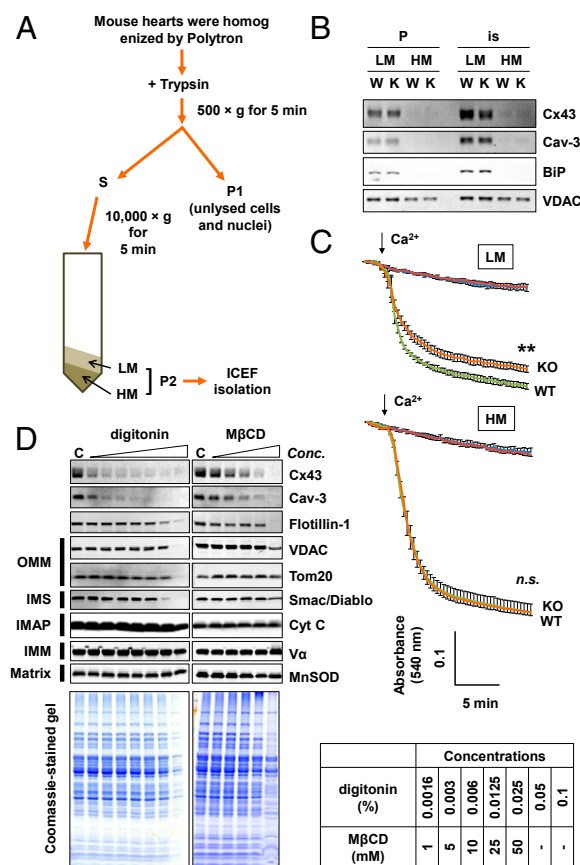 A
Mouse hearts were homog
enized by Polytron
+ Trypsin
500 × g for 5 min
S
P1
(unlysed cells
and nuclei)
10,000 × g
for
5 min
LM
HM
P2
ICEF
isolation
B
P is
LM HM LM HM
W K W K W K W K
Cx43
Cav-3
BiP
VDAC
C
Ca²⁺
LM
**
KO
WT
Ca²⁺
HM
n.s.
KO
WT
Absorbance
(540 nm)
0.1
5 min
D
digitonin MβCD
C C Conc.
Cx43
Cav-3
Flotillin-1
OMM
VDAC
Tom20
IMS Smac/Diablo
IMAP Cyt C
IMM Vα
Matrix MnSOD
Coomassie-stained gel
Concentrations
digitonin
(%)
0.0016 0.003 0.006 0.0125 0.025 0.05 0.1
MβCD
(mM)
1 5 10 25 50 - -